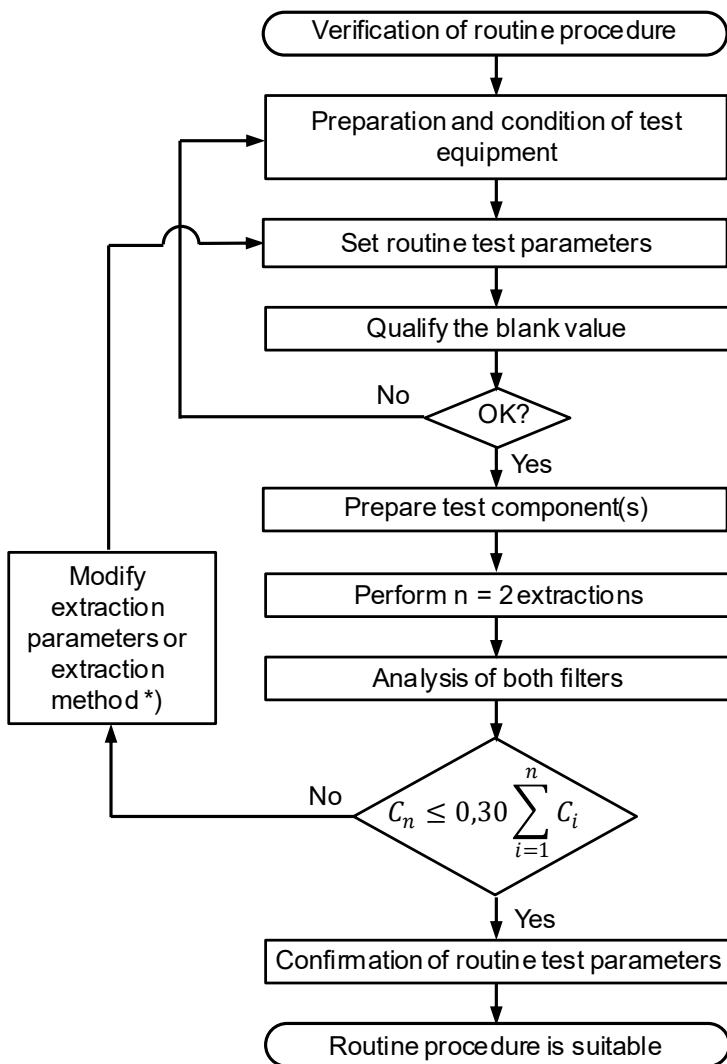 Verification of routine procedure
Preparation and condition of test
equipment
Set routine test parameters
Qualify the blank value
No
OK?
Yes
Prepare test component(s)
Modify
extraction
parameters or
extraction
method *)
Perform n = 2 extractions
Analysis of both filters
No
$C_n \leq 0{,}30 \sum_{i=1}^{n} C_i$
Yes
Confirmation of routine test parameters
Routine procedure is suitable